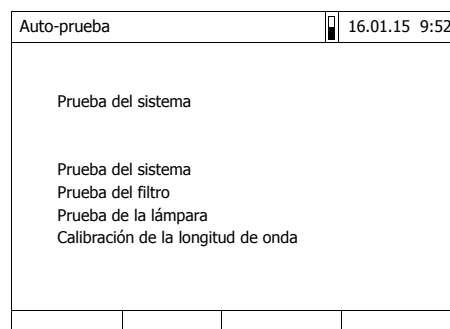 Auto-prueba 16.01.15 9:52
Prueba del sistema
Prueba del sistema
Prueba del filtro
Prueba de la lámpara
Calibración de la longitud de onda